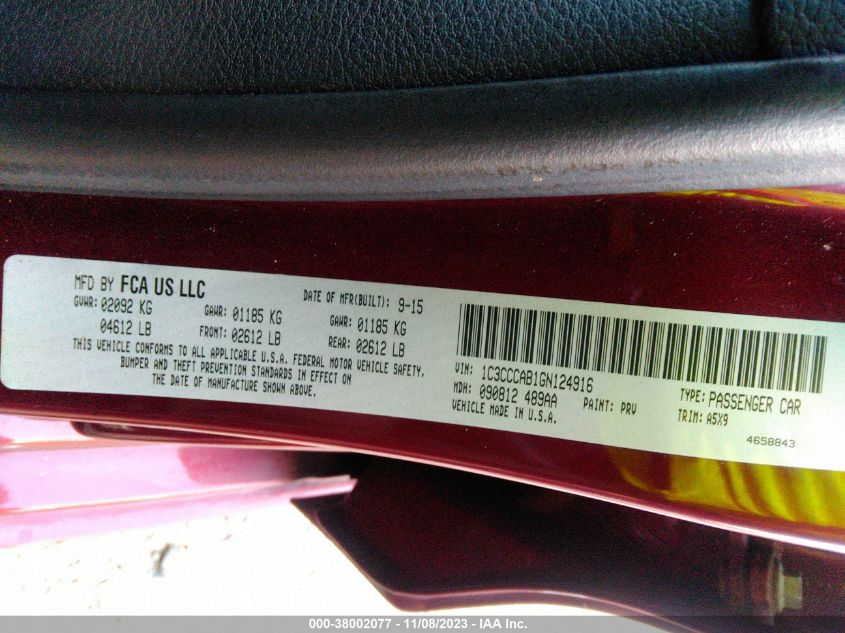 MFD BY FCA US LLC
DATE OF MFR(BUILT): 9-15
GVWR: 02092 KG
GAWR: 01185 KG
GAWR: 01185 KG
04612 LB
FRONT: 02612 LB
REAR: 02612 LB
THIS VEHICLE CONFORMS TO ALL APPLICABLE U.S.A. FEDERAL MOTOR VEHICLE SAFETY,
BUMPER AND THEFT PREVENTION STANDARDS IN EFFECT ON
THE DATE OF MANUFACTURE SHOWN ABOVE.
VIN: 1C3CCCAB1GN124916
TYPE: PASSENGER CAR
MDH: 090812 489AA
PAINT: PRV
TRIM: A5X9
VEHICLE MADE IN U.S.A.
4658843
000-38002077 - 11/08/2023 - IAA Inc.